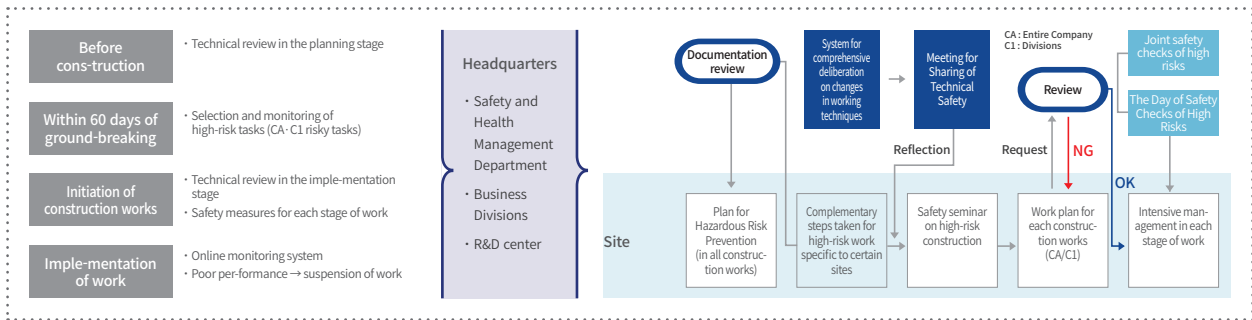 Before
cons-truction
· Technical review in the planning stage
Within 60 days of
ground-breaking
· Selection and monitoring of
high-risk tasks (CA· C1 risky tasks)
Initiation of
construction works
· Technical review in the imple-mentation
stage
· Safety measures for each stage of work
Imple-mentation
of work
· Online monitoring system
· Poor per-formance → suspension of work
Headquarters
· Safety and
Health
Management
Department
· Business
Divisions
· R&D center
Documentation
review
System for
comprehensive
deliberation
on changes
in working
techniques
Meeting for
Sharing of
Technical
Safety
CA : Entire Company
C1 : Divisions
Review
Joint safety
checks of high
risks
The Day of Safety
Checks of High
Risks
Reflection
Request
NG
OK
Site
Plan for
Hazardous Risk
Prevention
(in all construc-
tion works)
Complementary
steps taken for
high-risk work
specific to certain
sites
Safety seminar
on high-risk
construction
Work plan for
each construc-
tion works
(CA/C1)
Intensive man-
agement in each
stage of work